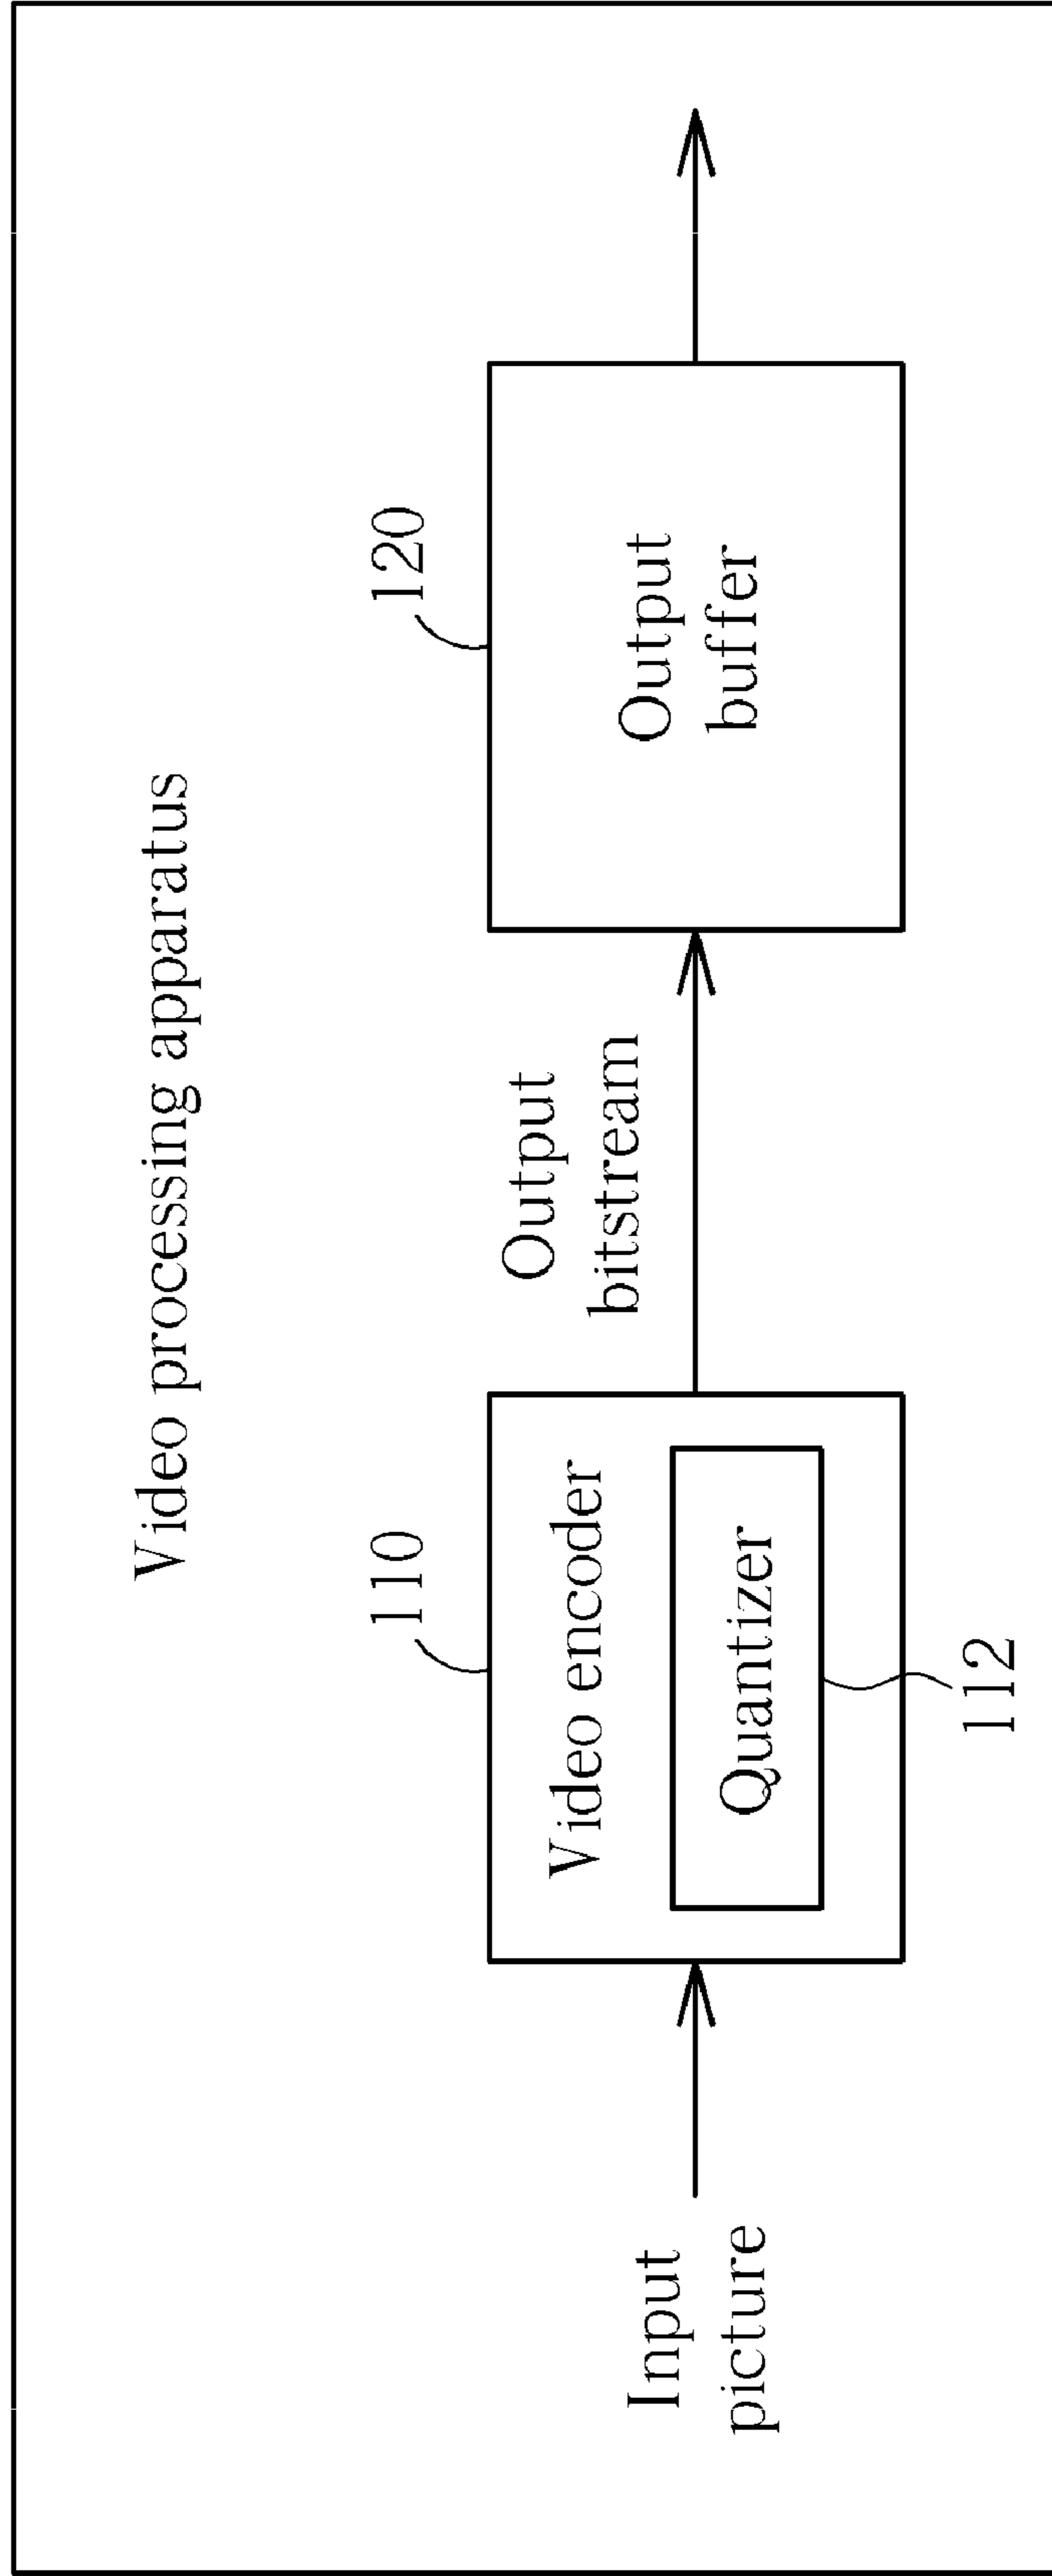 Video processing apparatus
110
120
Video encoder
Output
bitstream
Output
buffer
Input
picture
Quantizer
112